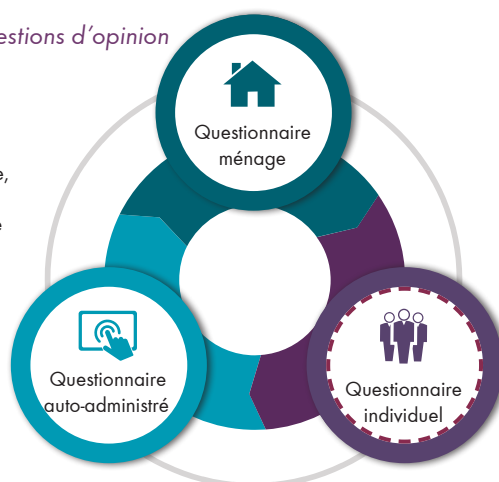 estions d’opinion
Questionnaire
ménage
e,
e
Questionnaire
auto-administré
Questionnaire
individuel